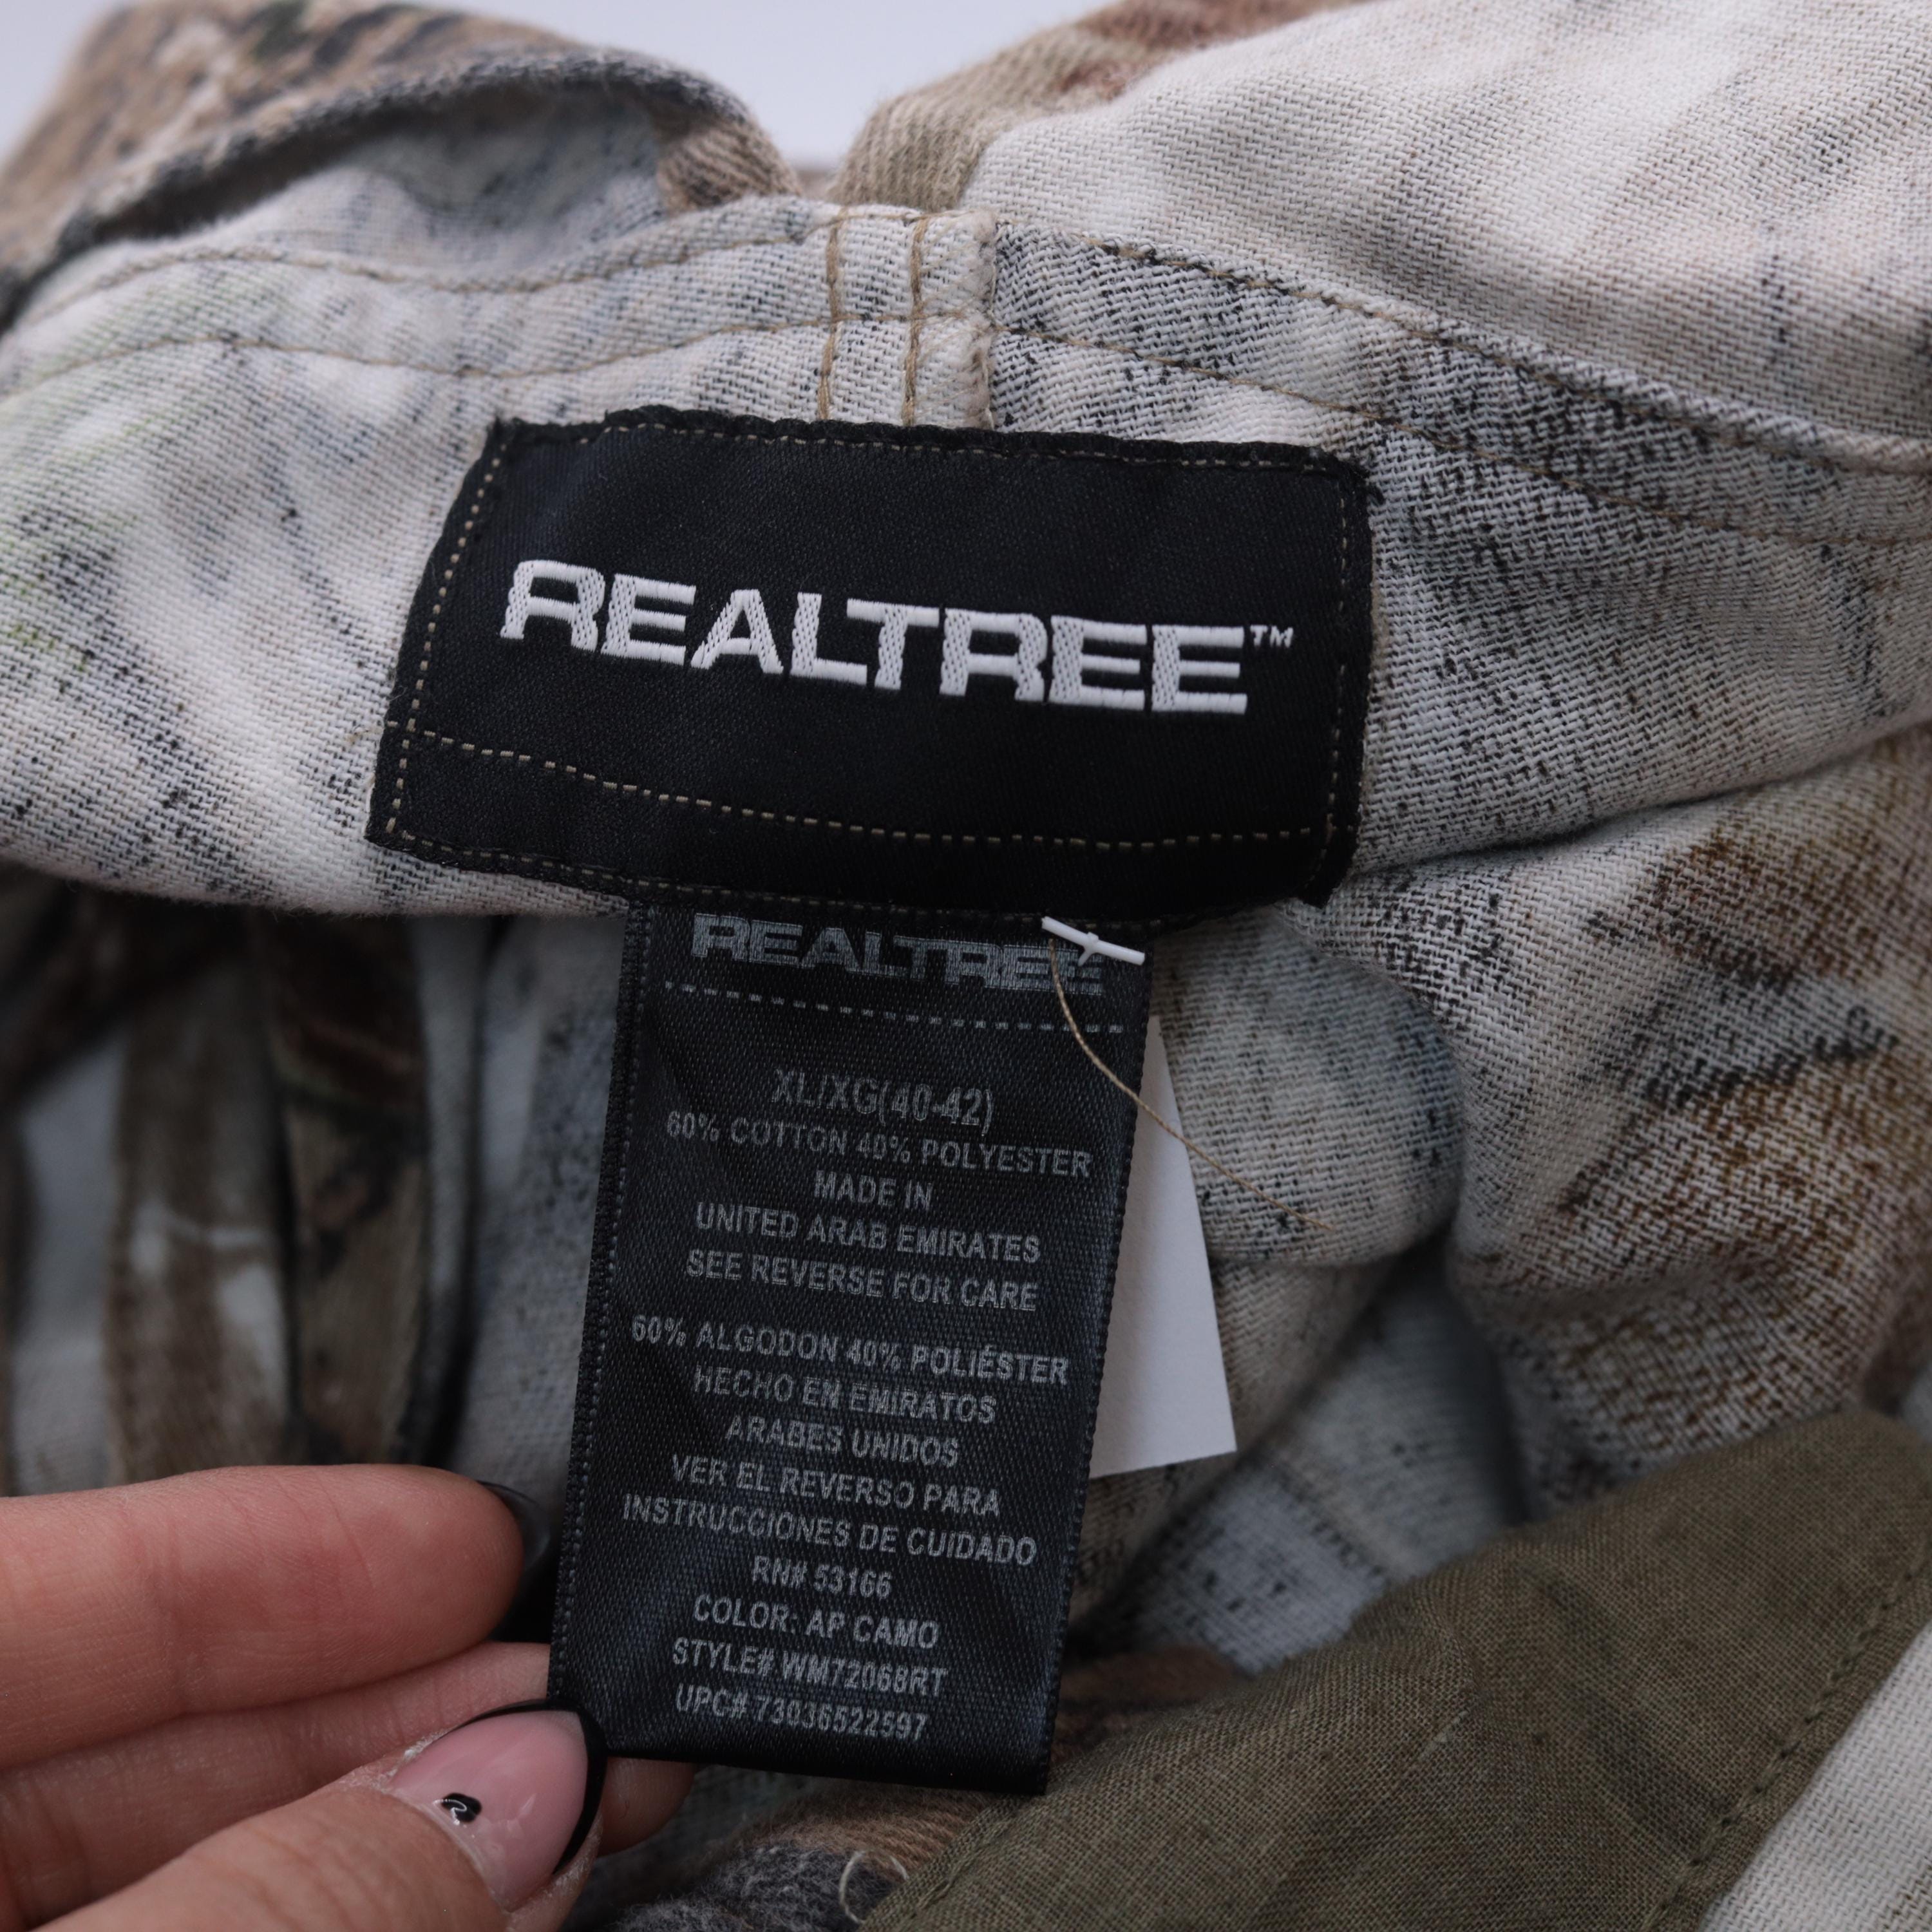 REALTREE™
REALTREE
XL/XG(40-42)
60% COTTON 40% POLYESTER
MADE IN
UNITED ARAB EMIRATES
SEE REVERSE FOR CARE
60% ALGODON 40% POLIÉSTER
HECHO EN EMIRATOS
ARABES UNIDOS
VER EL REVERSO PARA
INSTRUCCIONES DE CUIDADO
RN# 53166
COLOR: AP CAMO
STYLE# WM72068RT
UPC# 73036522597